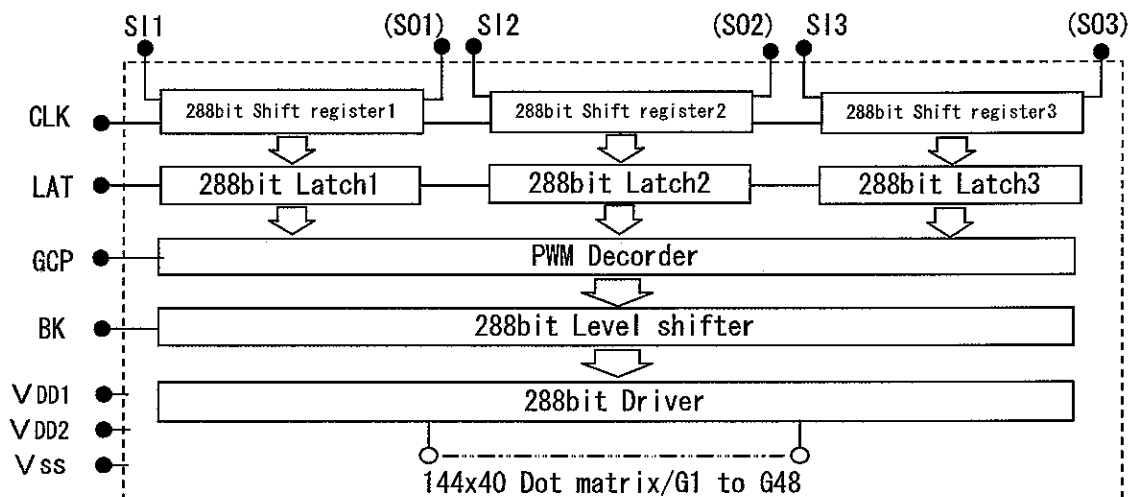 SI1 (SO1) SI2 (SO2) SI3 (SO3)
CLK 288bit Shift register1 288bit Shift register2 288bit Shift register3
LAT 288bit Latch1 288bit Latch2 288bit Latch3
GCP PWM Decorder
BK 288bit Level shifter
VDD1 288bit Driver
VDD2
Vss
144x40 Dot matrix/G1 to G48